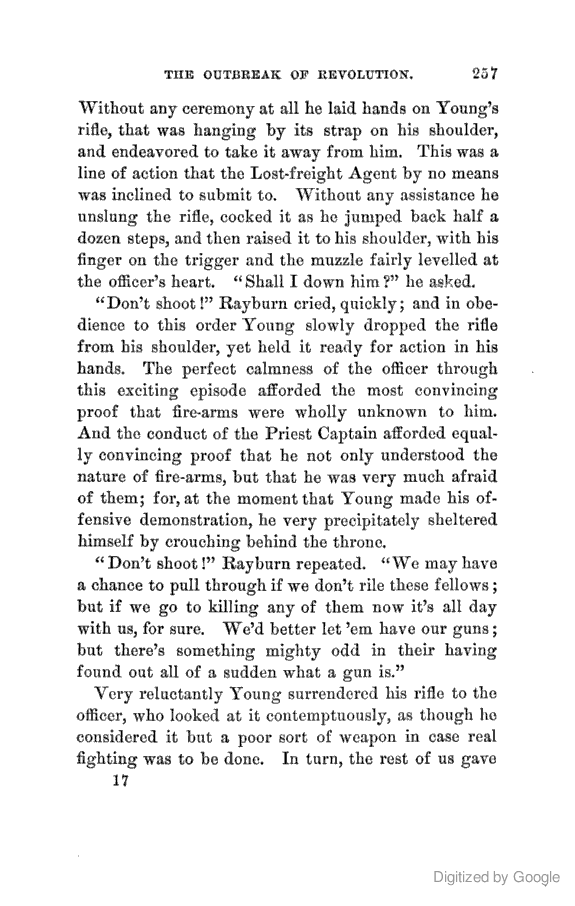 THE OUTBREAK OF REVOLUTION. 257
Without any ceremony at all he laid hands on Young's
rifle, that was hanging by its strap on his shoulder,
and endeavored to take it away from him. This was a
line of action that the Lost-freight Agent by no means
was inclined to submit to. Without any assistance he
unslung the rifle, cocked it as he jumped back half a
dozen steps, and then raised it to his shoulder, with his
finger on the trigger and the muzzle fairly levelled at
the officer's heart. "Shall I down him?" he asked.
"Don't shoot!" Rayburn cried, quickly; and in obe-
dience to this order Young slowly dropped the rifle
from his shoulder, yet held it ready for action in his
hands. The perfect calmness of the officer through
this exciting episode afforded the most convincing
proof that fire-arms were wholly unknown to him.
And the conduct of the Priest Captain afforded equal-
ly convincing proof that he not only understood the
nature of fire-arms, but that he was very much afraid
of them; for, at the moment that Young made his of-
fensive demonstration, he very precipitately sheltered
himself by crouching behind the throne.
"Don't shoot!" Rayburn repeated. "We may have
a chance to pull through if we don't rile these fellows;
but if we go to killing any of them now it's all day
with us, for sure. We'd better let 'em have our guns;
but there's something mighty odd in their having
found out all of a sudden what a gun is."
Very reluctantly Young surrendered his rifle to the
officer, who looked at it contemptuously, as though he
considered it but a poor sort of weapon in case real
fighting was to be done. In turn, the rest of us gave
17
Digitized by Google